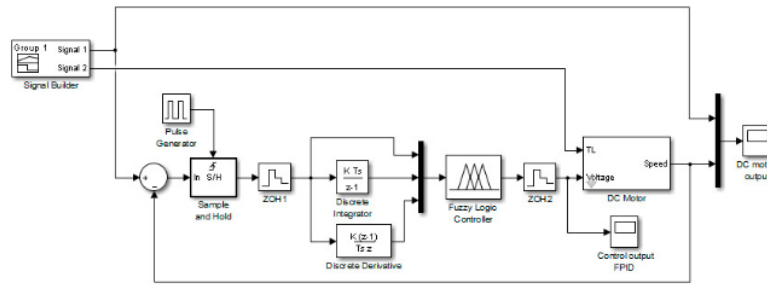 Group 1
Signal 1
Signal 2
Signal Builder
Pulse
Generator
+
−
In
S/H
Sample
and Hold
ZOH1
K Ts
z-1
Discrete
Integrator
K (z-1)
Ts z
Discrete Derivative
Fuzzy Logic
Controller
ZOH2
TL
Voltage
Speed
DC Motor
Control output
FPID
DC mot
output